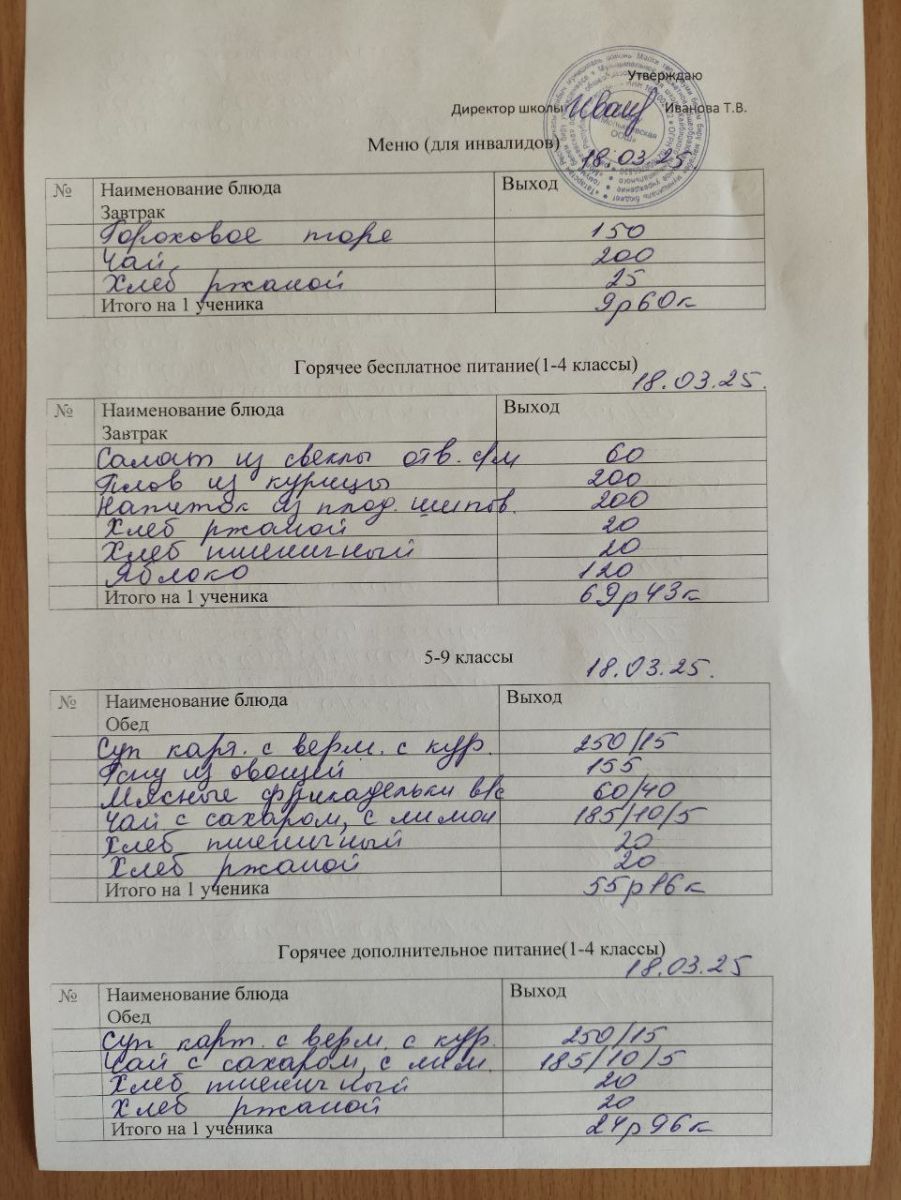 Утверждаю
Директор школы Иванова Т.В.
Меню (для инвалидов) 18.03.25.
№ Наименование блюда Выход
Завтрак
Гороховое пюре 150
Чай 200
Хлеб ржаной 25
Итого на 1 ученика 9р60к
Горячее бесплатное питание(1-4 классы)
18.03.25.
№ Наименование блюда Выход
Завтрак
Салат из свеклы отв. с/м 60
Плов из курицы 200
Напиток из плод. шипов. 200
Хлеб ржаной 20
Хлеб пшеничный 20
Яблоко 120
Итого на 1 ученика 69р43к
5-9 классы 18.03.25.
№ Наименование блюда Выход
Обед
Суп карт. с верм. с кур. 250/15
Рагу из овощей 155
Мясные фрикадельки в/с 60/40
Чай с сахаром, с лимон 185/10/5
Хлеб пшеничный 20
Хлеб ржаной 20
Итого на 1 ученика 55р16к
Горячее дополнительное питание(1-4 классы)
18.03.25
№ Наименование блюда Выход
Обед
Суп карт. с верм. с кур. 250/15
Чай с сахаром, с лим. 185/10/5
Хлеб пшеничный 20
Хлеб ржаной 20
Итого на 1 ученика 24р96к